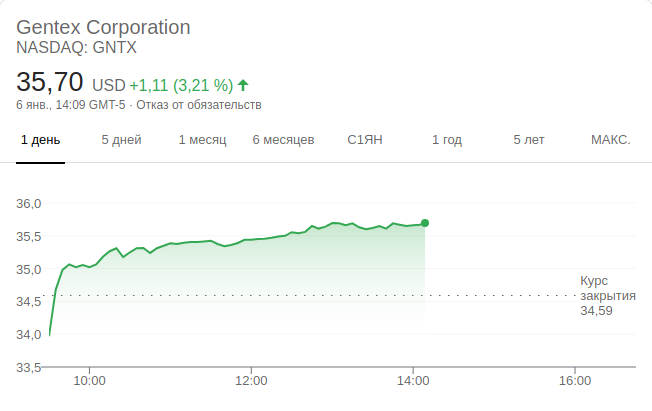 Gentex Corporation
NASDAQ: GNTX
35,70 USD +1,11 (3,21 %)
6 янв., 14:09 GMT-5 · Отказ от обязательств
1 день 5 дней 1 месяц 6 месяцев С1ЯН 1 год 5 лет МАКС.
36,0
35,5
35,0
Курс
34,5 закрытия
34,59
34,0
33,5
10:00 12:00 14:00 16:00